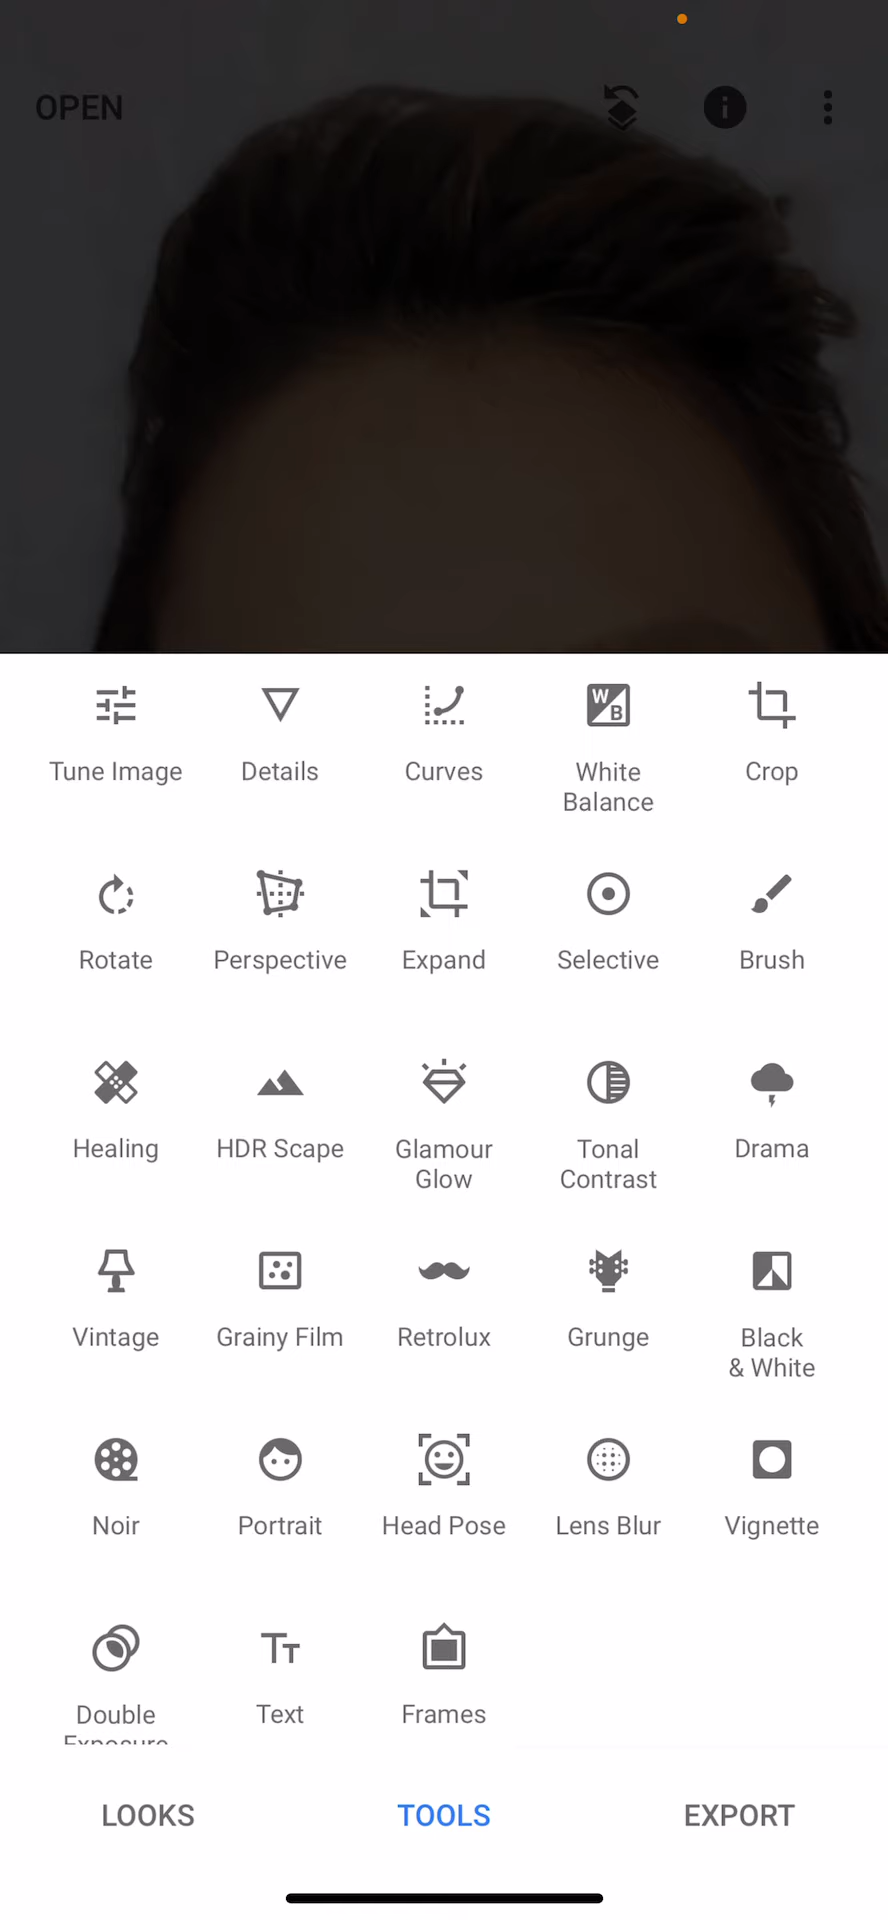 OPEN
Tune Image
Details
Curves
White
Balance
Crop
Rotate
Perspective
Expand
Selective
Brush
Healing
HDR Scape
Glamour
Glow
Tonal
Contrast
Drama
Vintage
Grainy Film
Retrolux
Grunge
Black
& White
Noir
Portrait
Head Pose
Lens Blur
Vignette
Double
Exposure
Text
Frames
LOOKS
TOOLS
EXPORT